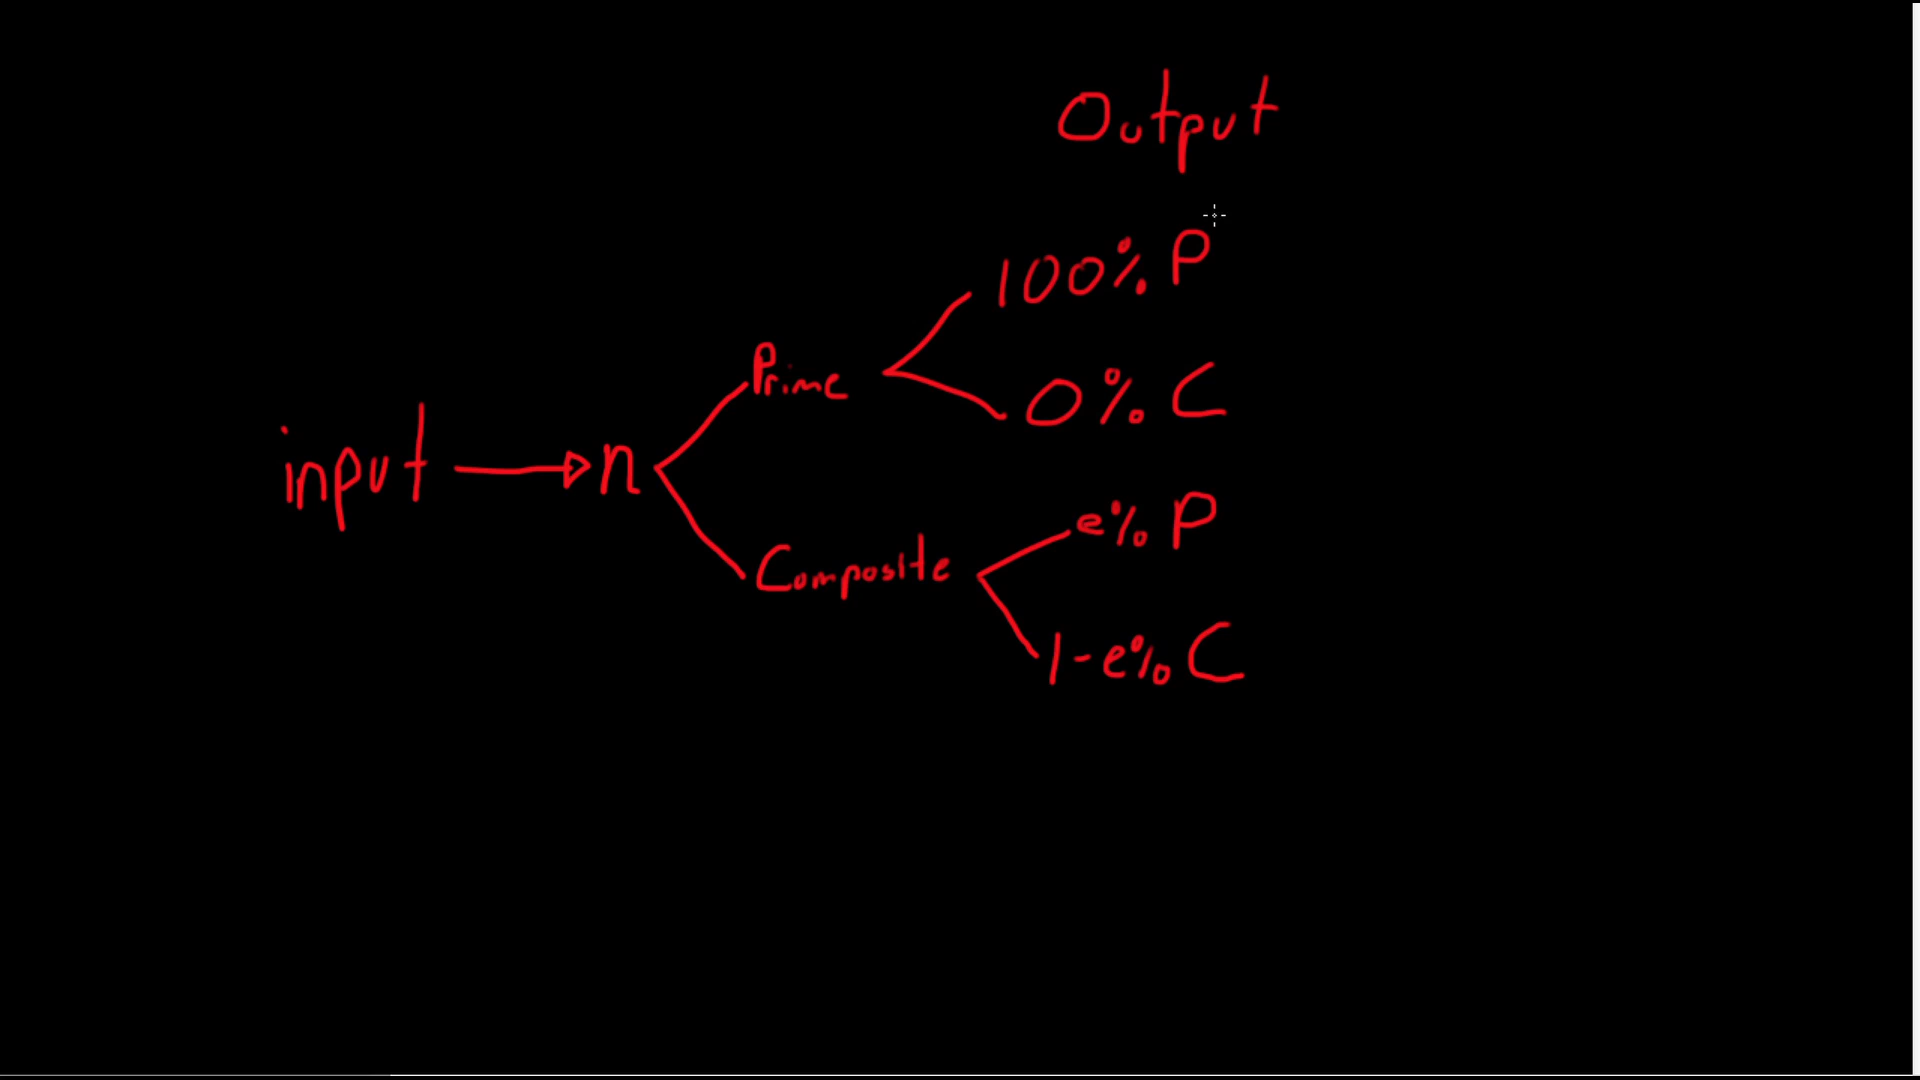 Output
100% P
Prime
0% C
input
n
e% P
Composite
1-e% C